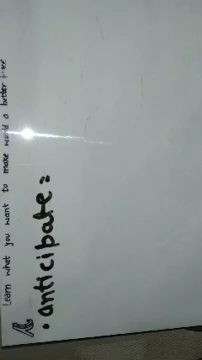 Learn what you want to make world a better place
• anticipate =